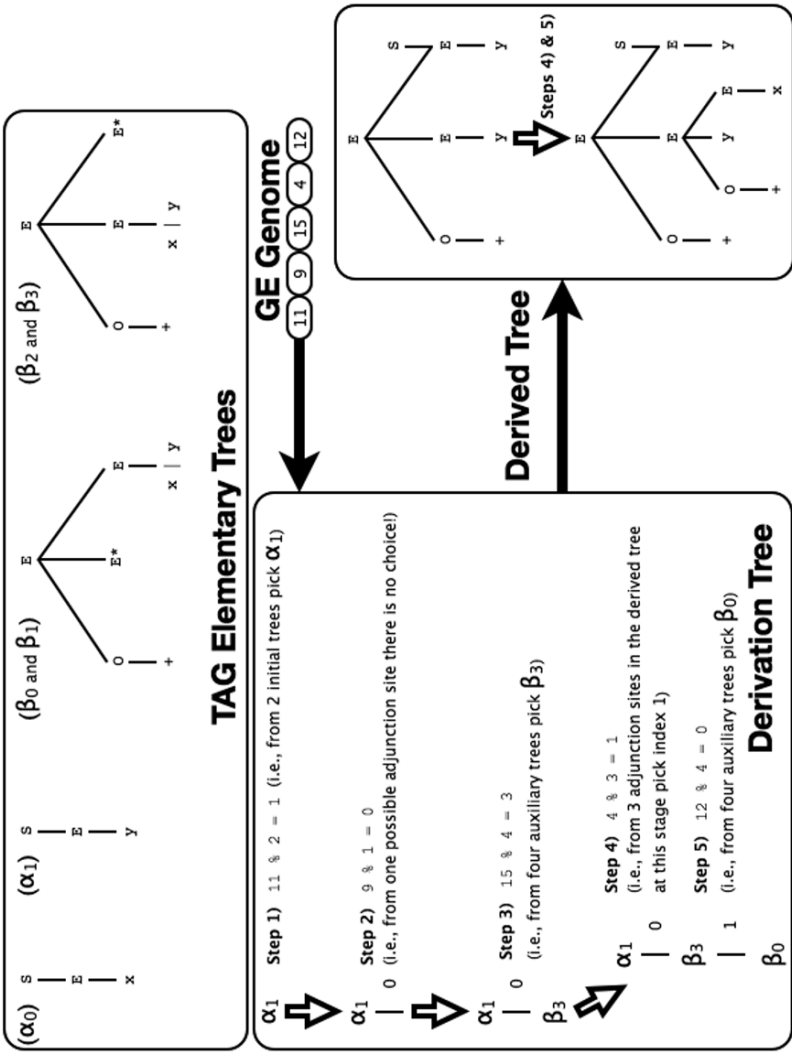 (α0)
S
E
x
(α1)
S
E
y
(β0 and β1)
E
O E* E
+ x | y
(β2 and β3)
E
O E E*
+ x | y
TAG Elementary Trees
GE Genome
11 9 15 4 12
α1
Step 1) 11 % 2 = 1 (i.e., from 2 initial trees pick α1)
α1
0
Step 2) 9 % 1 = 0
(i.e., from one possible adjunction site there is no choice!)
α1
0
β3
Step 3) 15 % 4 = 3
(i.e., from four auxiliary trees pick β3)
α1
0
β3
1
β0
Step 4) 4 % 3 = 1
(i.e., from 3 adjunction sites in the derived tree
at this stage pick index 1)
Step 5) 12 % 4 = 0
(i.e., from four auxiliary trees pick β0)
Derivation Tree
Derived Tree
E
S
O E E
+ y y
Steps 4) & 5)
E
S
O E E
+ O y E y
+ x